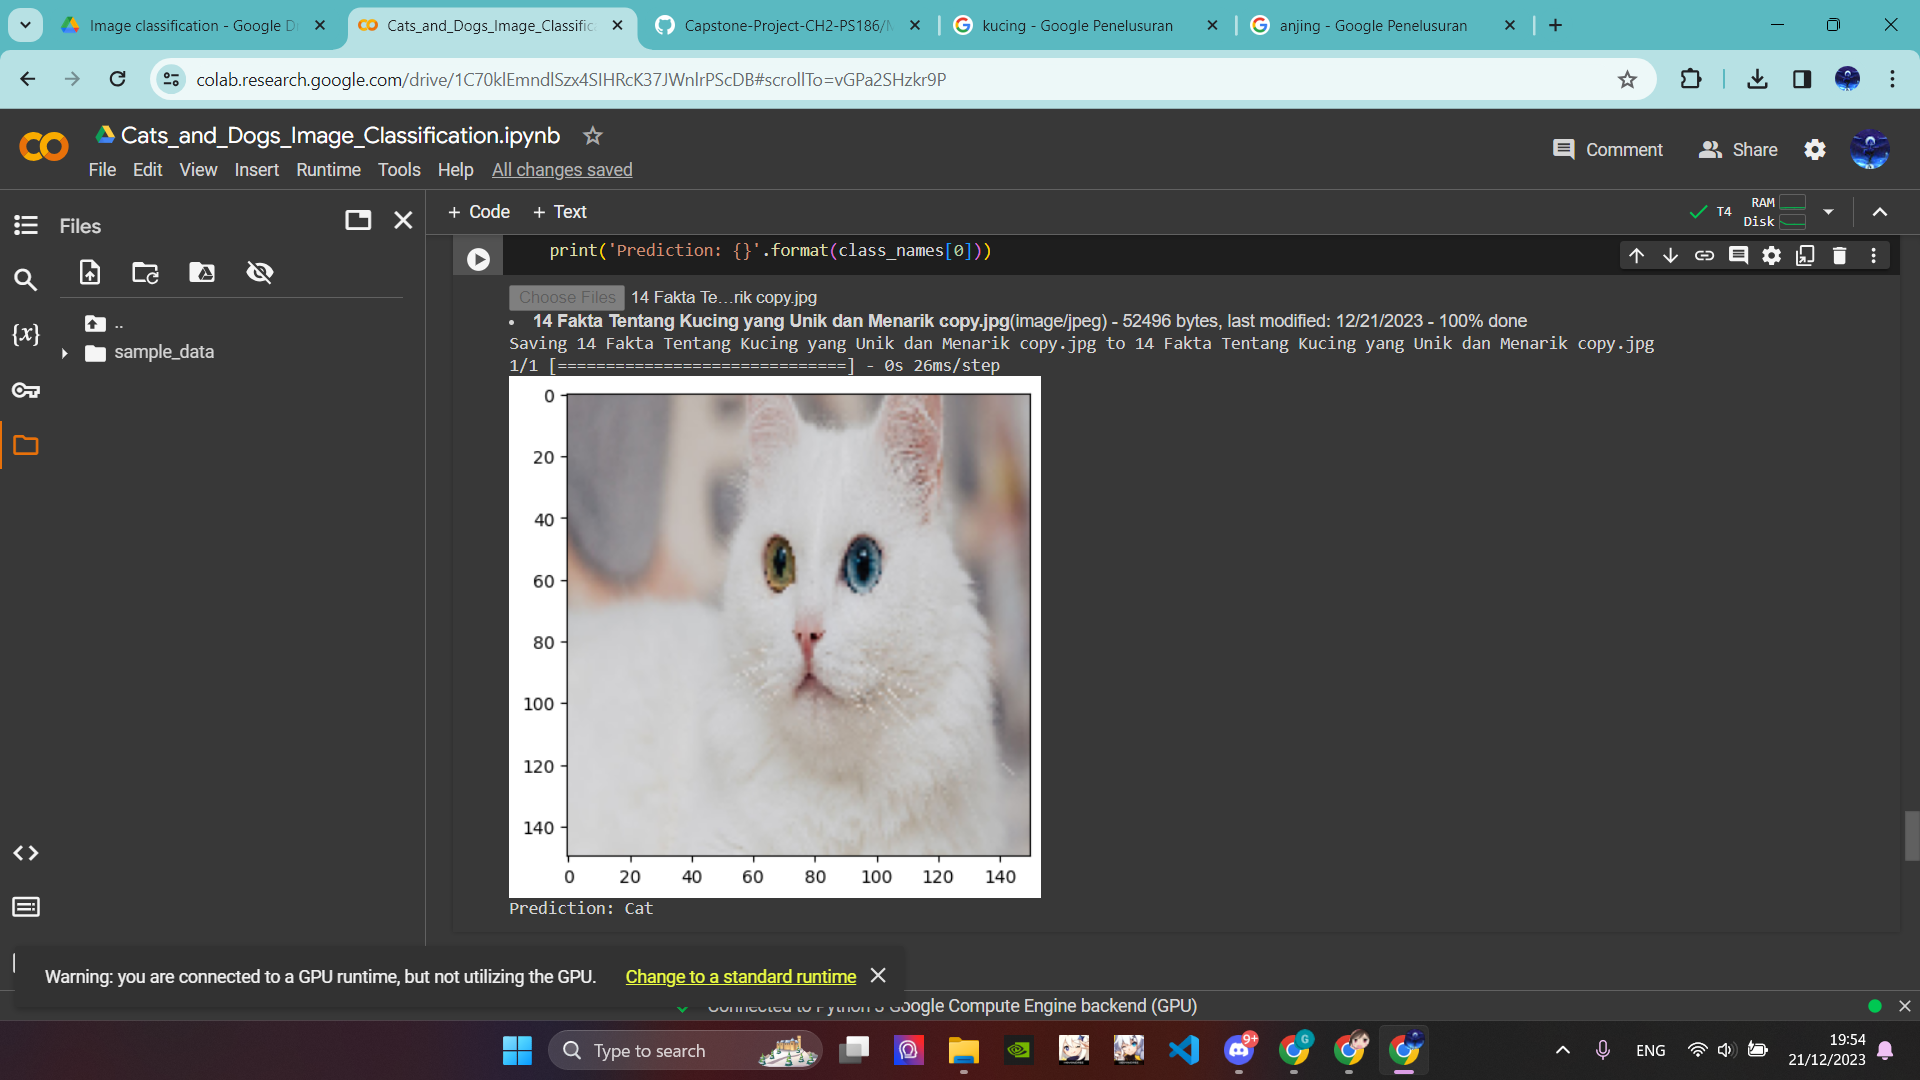 Image classification - Google Dr
Cats_and_Dogs_Image_Classific
Capstone-Project-CH2-PS186/M
kucing - Google Penelusuran
anjing - Google Penelusuran
colab.research.google.com/drive/1C70klEmndlSzx4SIHRcK37JWnlrPScDB#scrollTo=vGPa2SHzkr9P
CO
Cats_and_Dogs_Image_Classification.ipynb
Comment
Share
File Edit View Insert Runtime Tools Help All changes saved
Files
+ Code + Text
T4
RAM
Disk
print('Prediction: {}'.format(class_names[0]))
..
{x}
sample_data
Choose Files 14 Fakta Te…rik copy.jpg
• 14 Fakta Tentang Kucing yang Unik dan Menarik copy.jpg(image/jpeg) - 52496 bytes, last modified: 12/21/2023 - 100% done
Saving 14 Fakta Tentang Kucing yang Unik dan Menarik copy.jpg to 14 Fakta Tentang Kucing yang Unik dan Menarik copy.jpg
1/1 [==============================] - 0s 26ms/step
0
20
40
60
80
100
120
140
0 20 40 60 80 100 120 140
Prediction: Cat
Warning: you are connected to a GPU runtime, but not utilizing the GPU. Change to a standard runtime
Connected to Python 3 Google Compute Engine backend (GPU)
Type to search
9+
G
ENG
19:54
21/12/2023